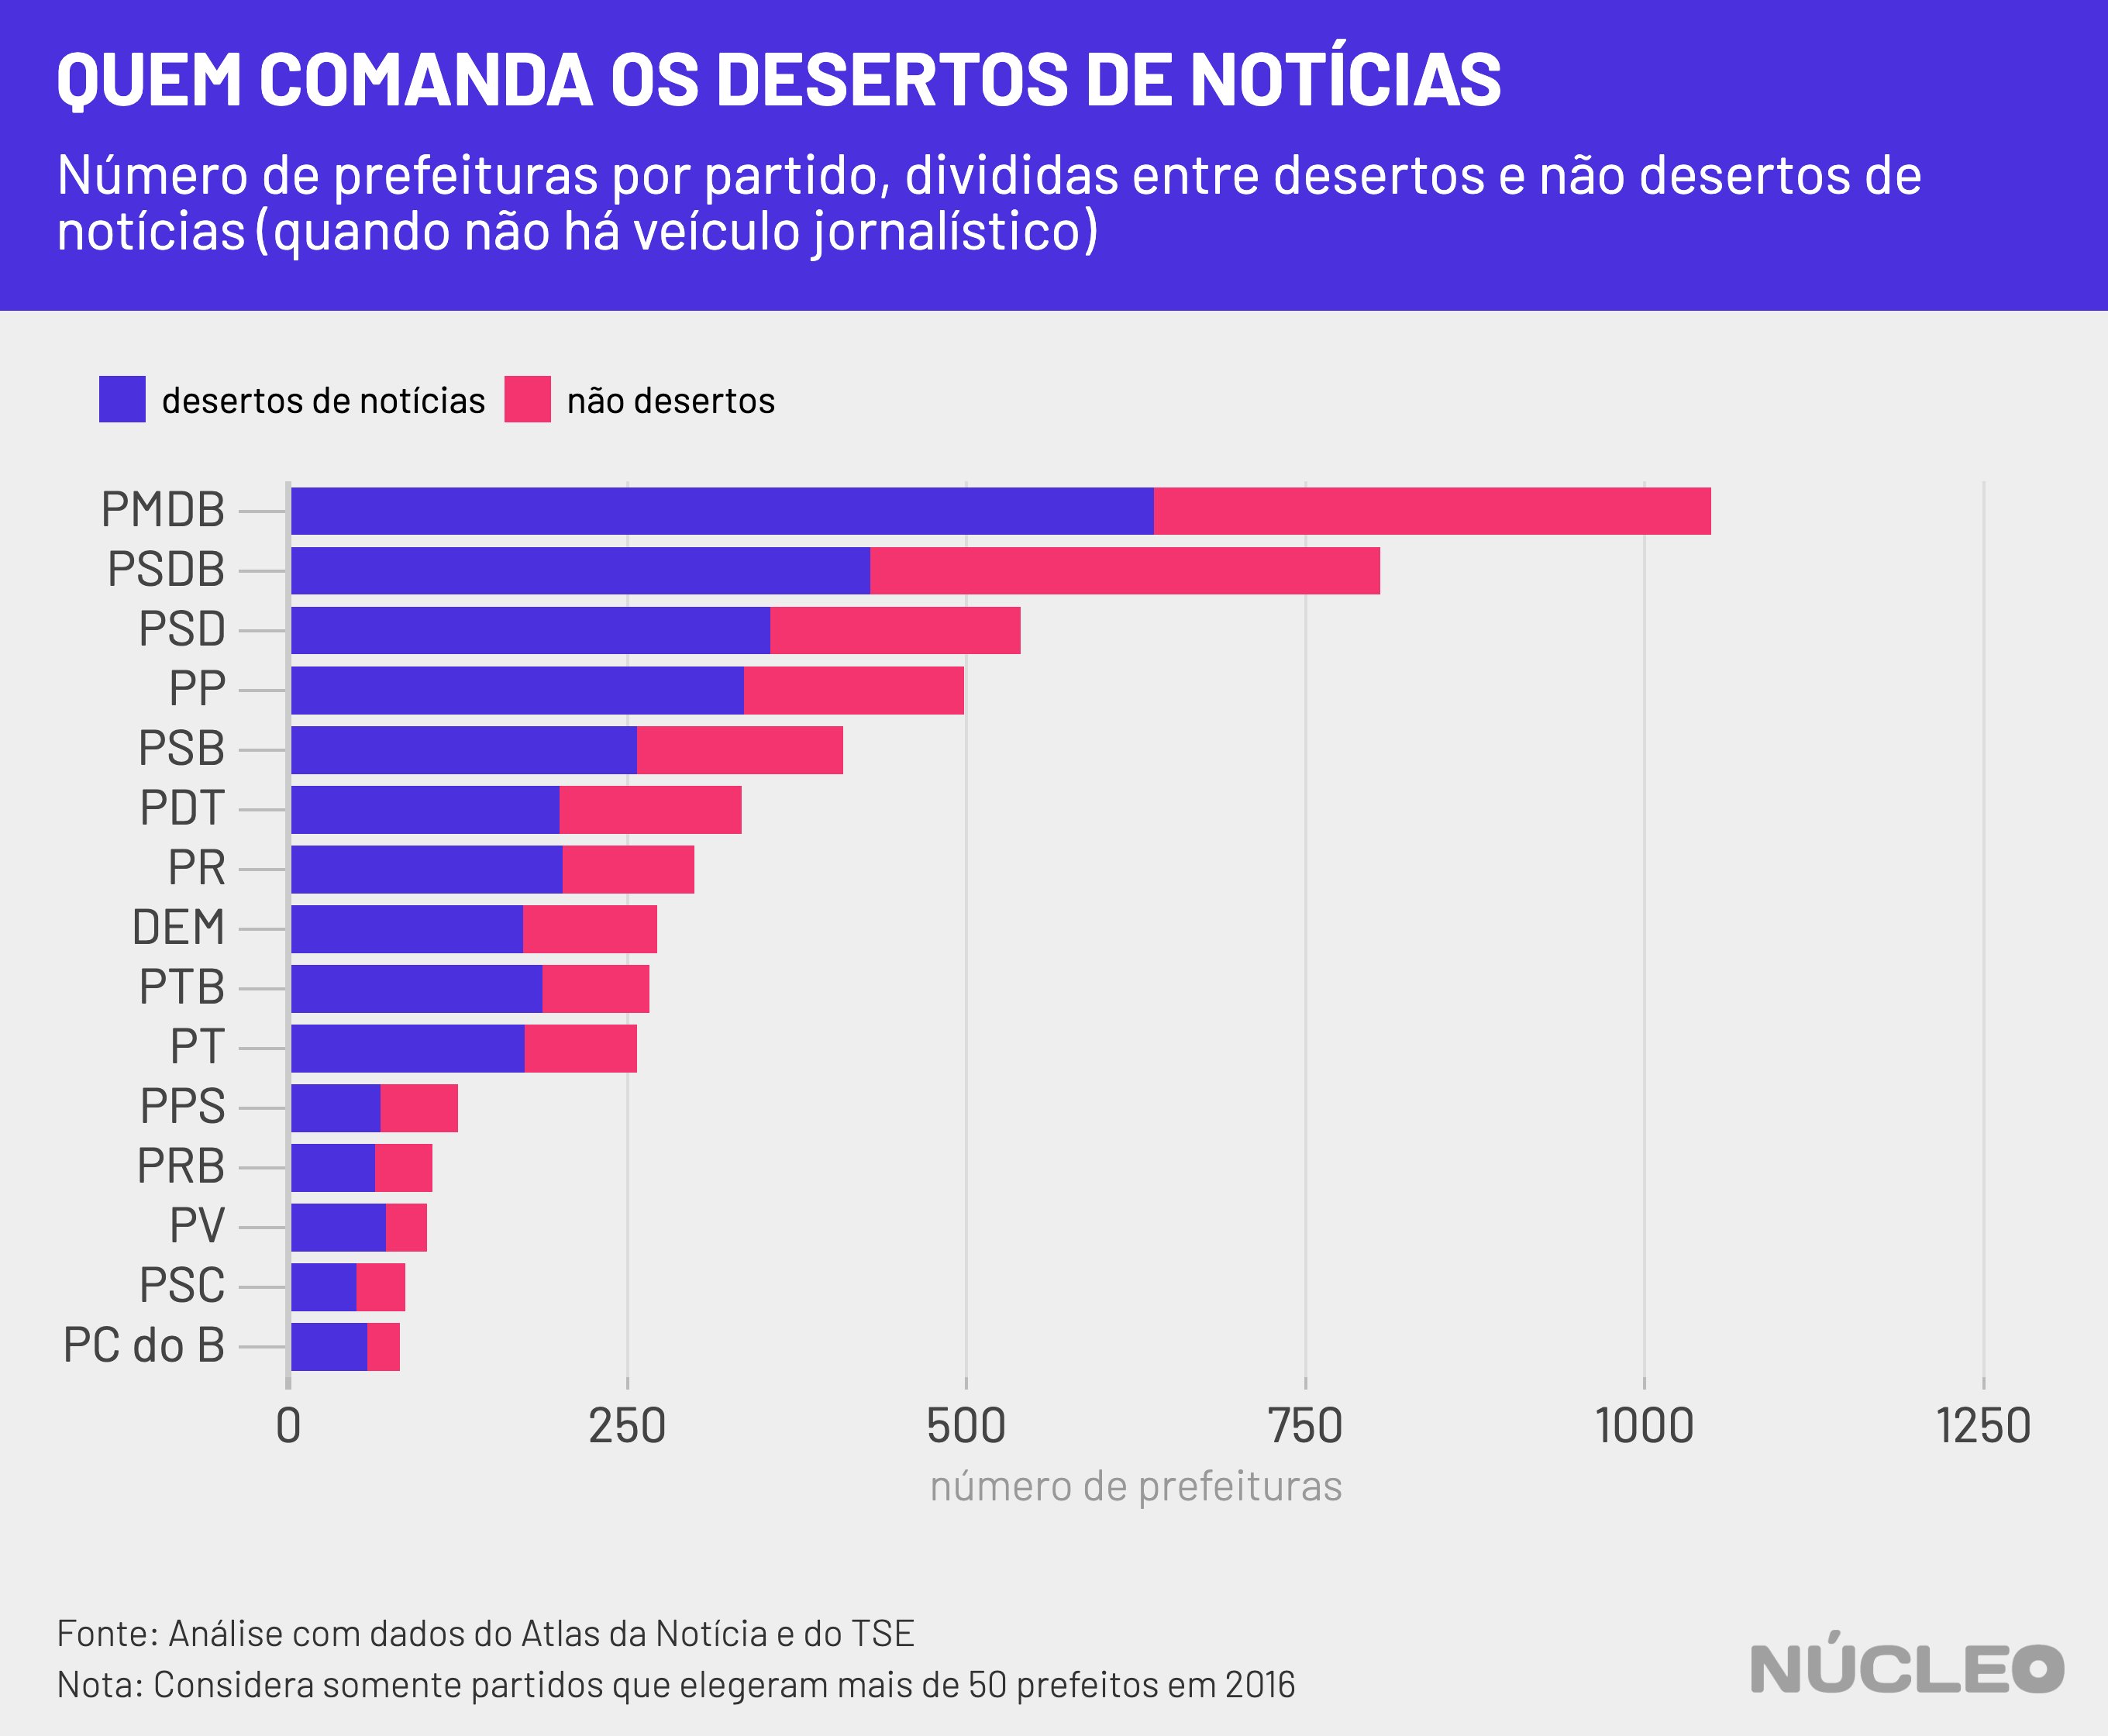 QUEM COMANDA OS DESERTOS DE NOTÍCIAS
Número de prefeituras por partido, divididas entre desertos e não desertos de
notícias (quando não há veículo jornalístico)
desertos de notícias não desertos
PMDB
PSDB
PSD
PP
PSB
PDT
PR
DEM
PTB
PT
PPS
PRB
PV
PSC
PC do B
0 250 500 750 1000 1250
número de prefeituras
Fonte: Análise com dados do Atlas da Notícia e do TSE
Nota: Considera somente partidos que elegeram mais de 50 prefeitos em 2016
NÚCLEO